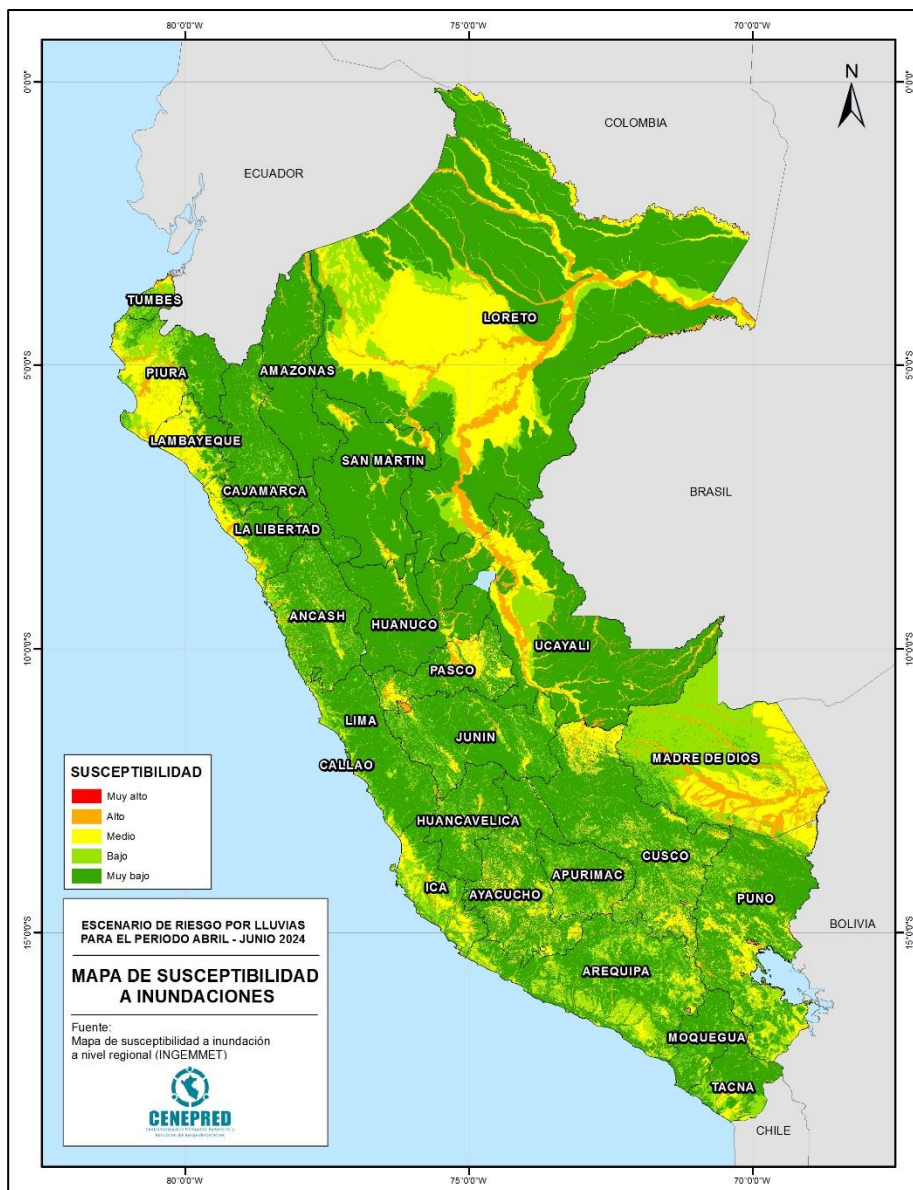 80°0'0"W 75°0'0"W 70°0'0"W
0°0'0"
5°0'0"S
10°0'0"S
15°0'0"S
N
COLOMBIA
ECUADOR
BRASIL
BOLIVIA
CHILE
TUMBES
PIURA
LAMBAYEQUE
LORETO
AMAZONAS
SAN MARTIN
CAJAMARCA
LA LIBERTAD
ANCASH
HUANUCO
UCAYALI
PASCO
LIMA
JUNIN
CALLAO
MADRE DE DIOS
HUANCAVELICA
CUSCO
APURIMAC
ICA
AYACUCHO
PUNO
AREQUIPA
MOQUEGUA
TACNA
SUSCEPTIBILIDAD
Muy alto
Alto
Medio
Bajo
Muy bajo
ESCENARIO DE RIESGO POR LLUVIAS
PARA EL PERIODO ABRIL - JUNIO 2024
MAPA DE SUSCEPTIBILIDAD
A INUNDACIONES
Fuente:
Mapa de susceptibilidad a inundación
a nivel regional (INGEMMET)
CENEPRED
80°0'0"W 75°0'0"W 70°0'0"W
0°0'0"
5°0'0"S
10°0'0"S
15°0'0"S